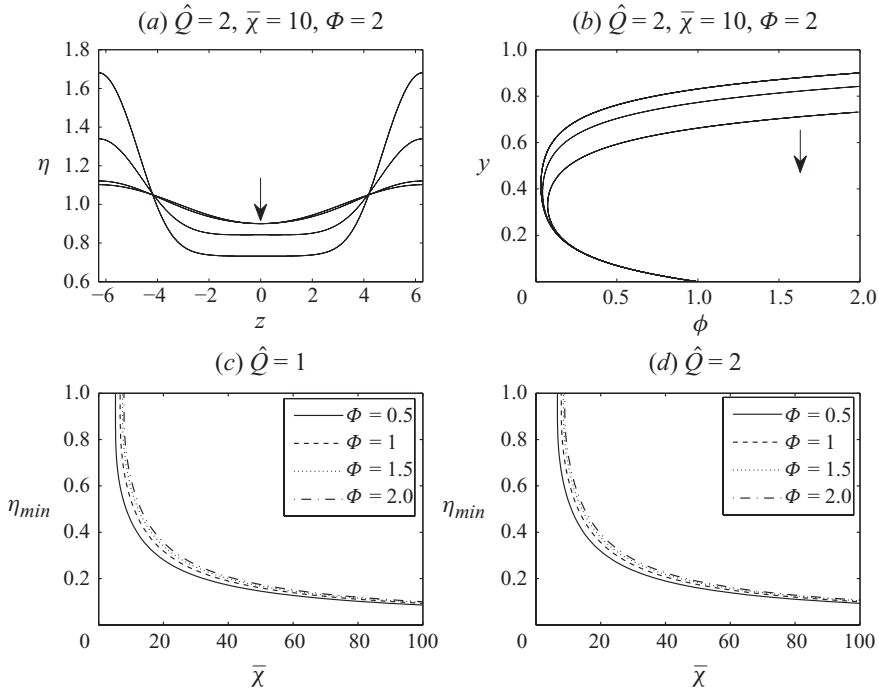 (a) Q̂ = 2, χ̄ = 10, Φ = 2
1.8
1.6
1.4
1.2
1.0
0.8
0.6
η
−6 −4 −2 0 2 4 6
z
(b) Q̂ = 2, χ̄ = 10, Φ = 2
1.0
0.8
0.6
0.4
0.2
y
0 0.5 1.0 1.5 2.0
ϕ
(c) Q̂ = 1
1.0
0.8
0.6
0.4
0.2
η_min
Φ = 0.5
Φ = 1
Φ = 1.5
Φ = 2.0
0 20 40 60 80 100
χ̄
(d) Q̂ = 2
1.0
0.8
0.6
0.4
0.2
η_min
Φ = 0.5
Φ = 1
Φ = 1.5
Φ = 2.0
0 20 40 60 80 100
χ̄